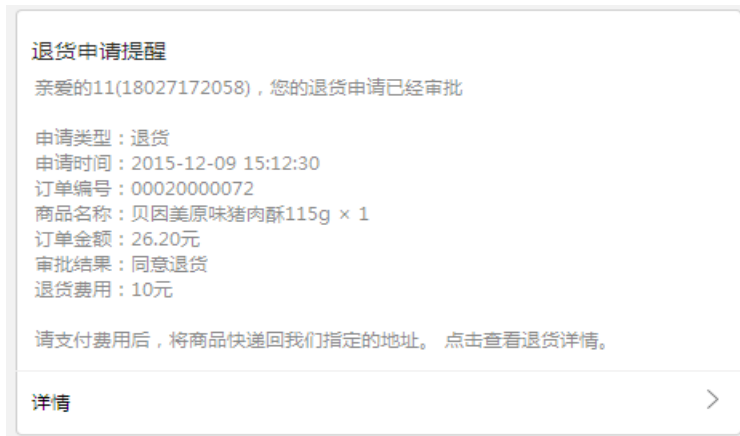 退货申请提醒
亲爱的11(18027172058)，您的退货申请已经审批
申请类型：退货
申请时间：2015-12-09 15:12:30
订单编号：00020000072
商品名称：贝因美原味猪肉酥115g × 1
订单金额：26.20元
审批结果：同意退货
退货费用：10元
请支付费用后，将商品快递回我们指定的地址。 点击查看退货详情。
详情